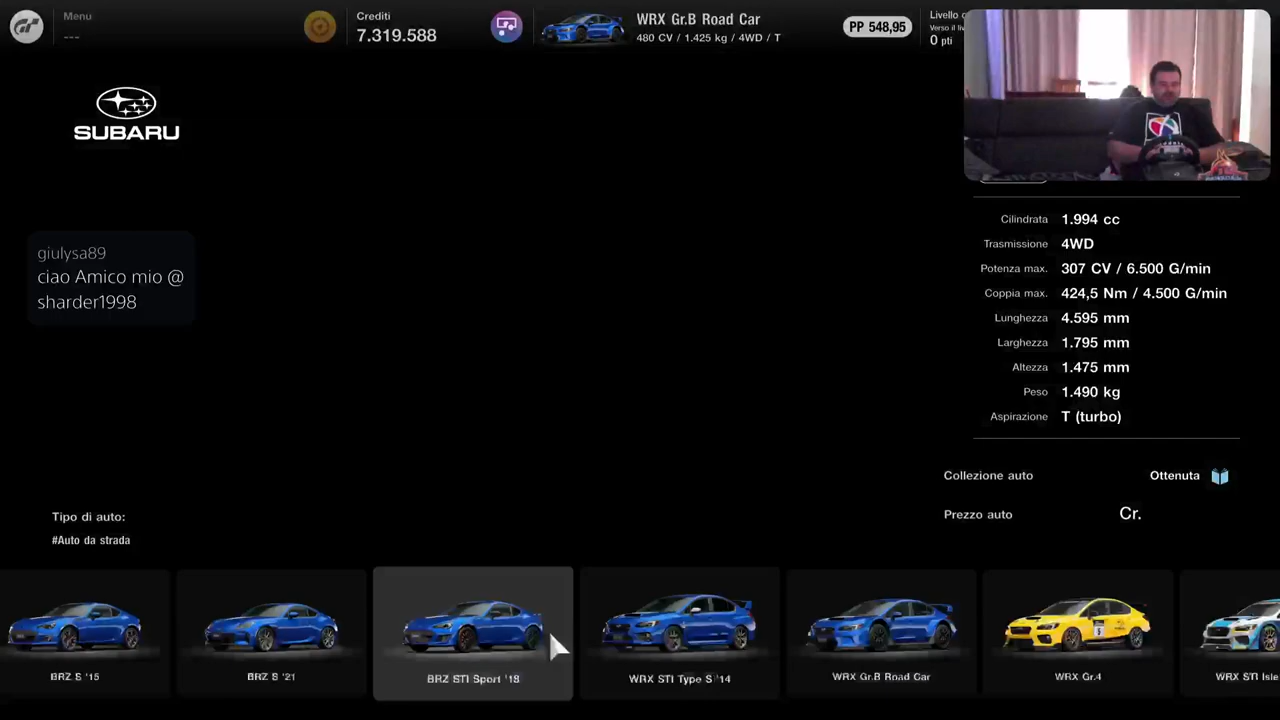 Menu
---
Crediti
7.319.588
WRX Gr.B Road Car
480 CV / 1.425 kg / 4WD / T
PP 548,95
Livello
Verso il
0 pti
SUBARU
giulysa89
ciao Amico mio @
sharder1998
Cilindrata 1.994 cc
Trasmissione 4WD
Potenza max. 307 CV / 6.500 G/min
Coppia max. 424,5 Nm / 4.500 G/min
Lunghezza 4.595 mm
Larghezza 1.795 mm
Altezza 1.475 mm
Peso 1.490 kg
Aspirazione T (turbo)
Collezione auto Ottenuta
Prezzo auto Cr.
Tipo di auto:
#Auto da strada
BRZ S '15
BRZ S '21
BRZ STI Sport '18
WRX STI Type S '14
WRX Gr.B Road Car
WRX Gr.4
WRX STI Isle